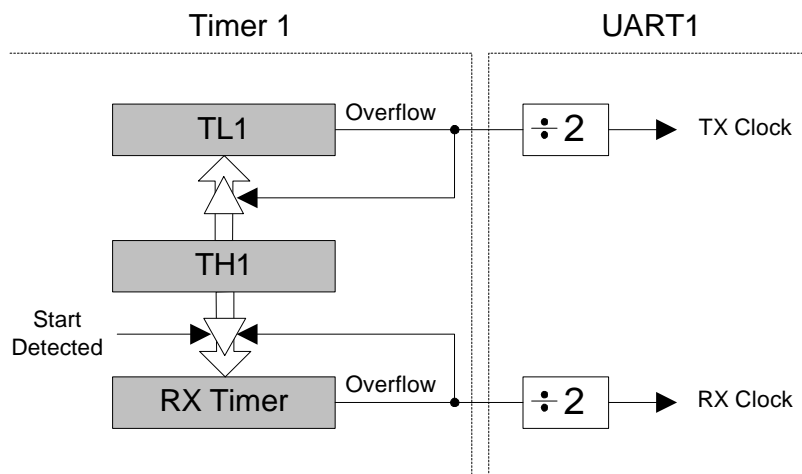 Timer 1
UART1
TL1
Overflow
÷2
TX Clock
TH1
Start
Detected
RX Timer
Overflow
÷2
RX Clock